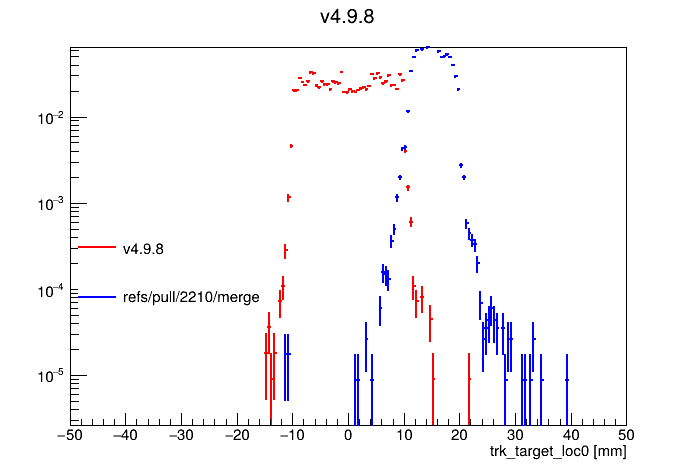 v4.9.8
10⁻²
10⁻³
v4.9.8
10⁻⁴
refs/pull/2210/merge
10⁻⁵
−50 −40 −30 −20 −10 0 10 20 30 40 50
trk_target_loc0 [mm]